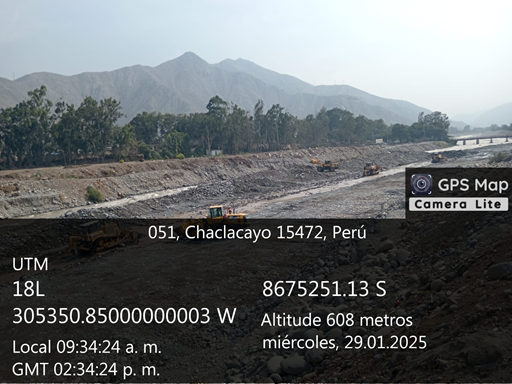 GPS Map
Camera Lite
051, Chaclacayo 15472, Perú
UTM
18L
8675251.13 S
305350.85000000003 W
Altitude 608 metros
Local 09:34:24 a. m.
miércoles, 29.01.2025
GMT 02:34:24 p. m.